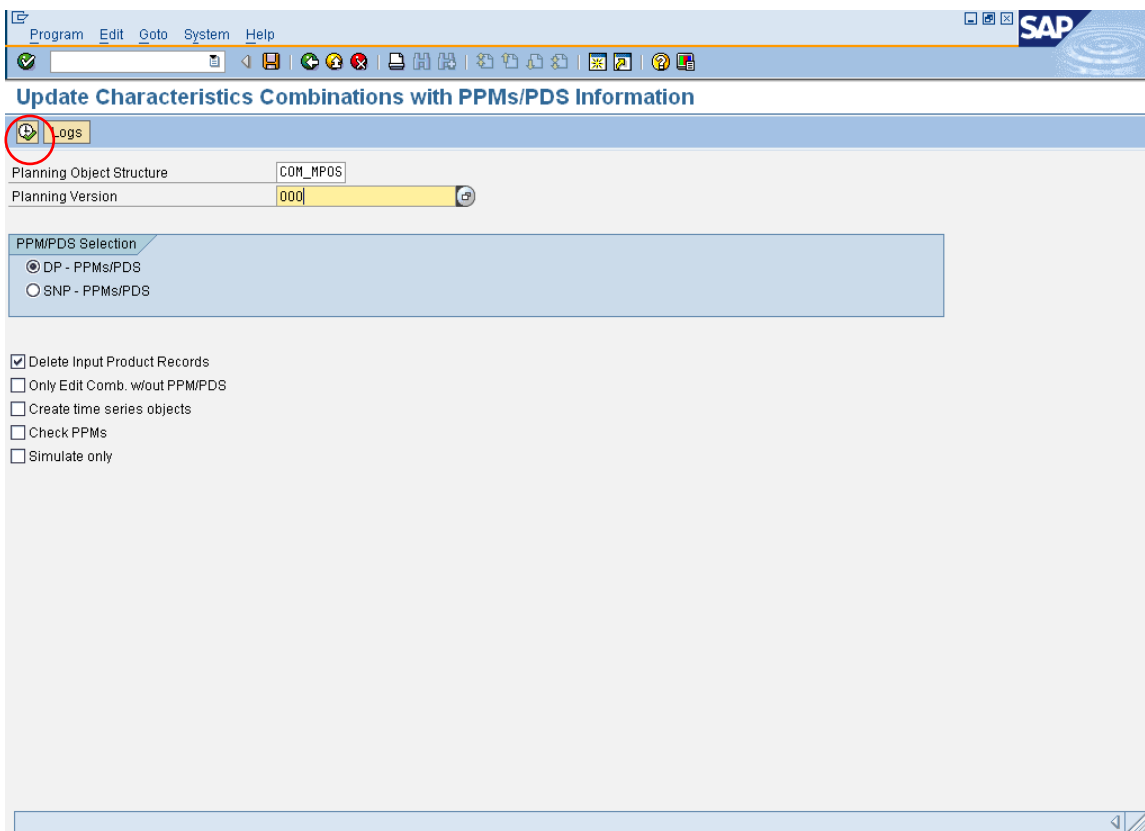 Program Edit Goto System Help
SAP
Update Characteristics Combinations with PPMs/PDS Information
Logs
Planning Object Structure COM_MPOS
Planning Version 000
PPM/PDS Selection
DP - PPMs/PDS
SNP - PPMs/PDS
Delete Input Product Records
Only Edit Comb. w/out PPM/PDS
Create time series objects
Check PPMs
Simulate only